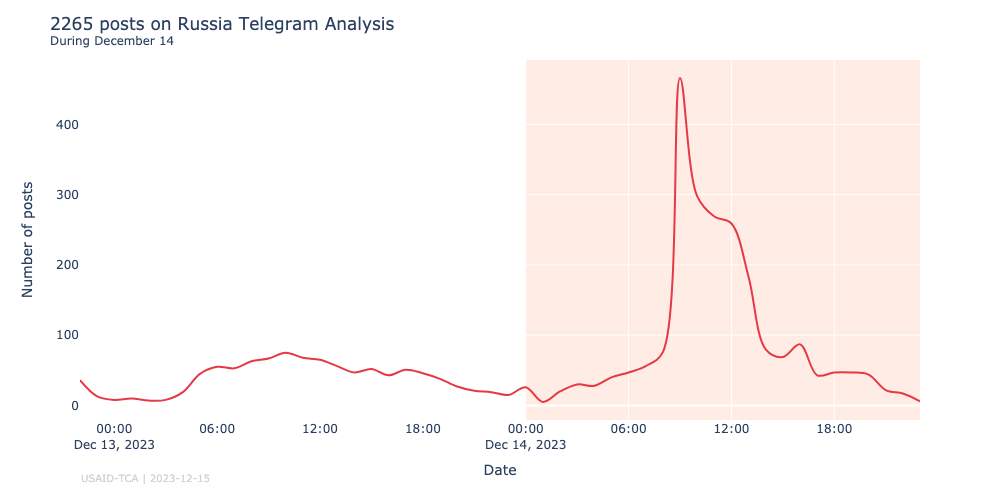 2265 posts on Russia Telegram Analysis
During December 14
Number of posts
400
300
200
100
0
00:00 06:00 12:00 18:00 00:00 06:00 12:00 18:00
Dec 13, 2023 Dec 14, 2023
Date
USAID-TCA | 2023-12-15